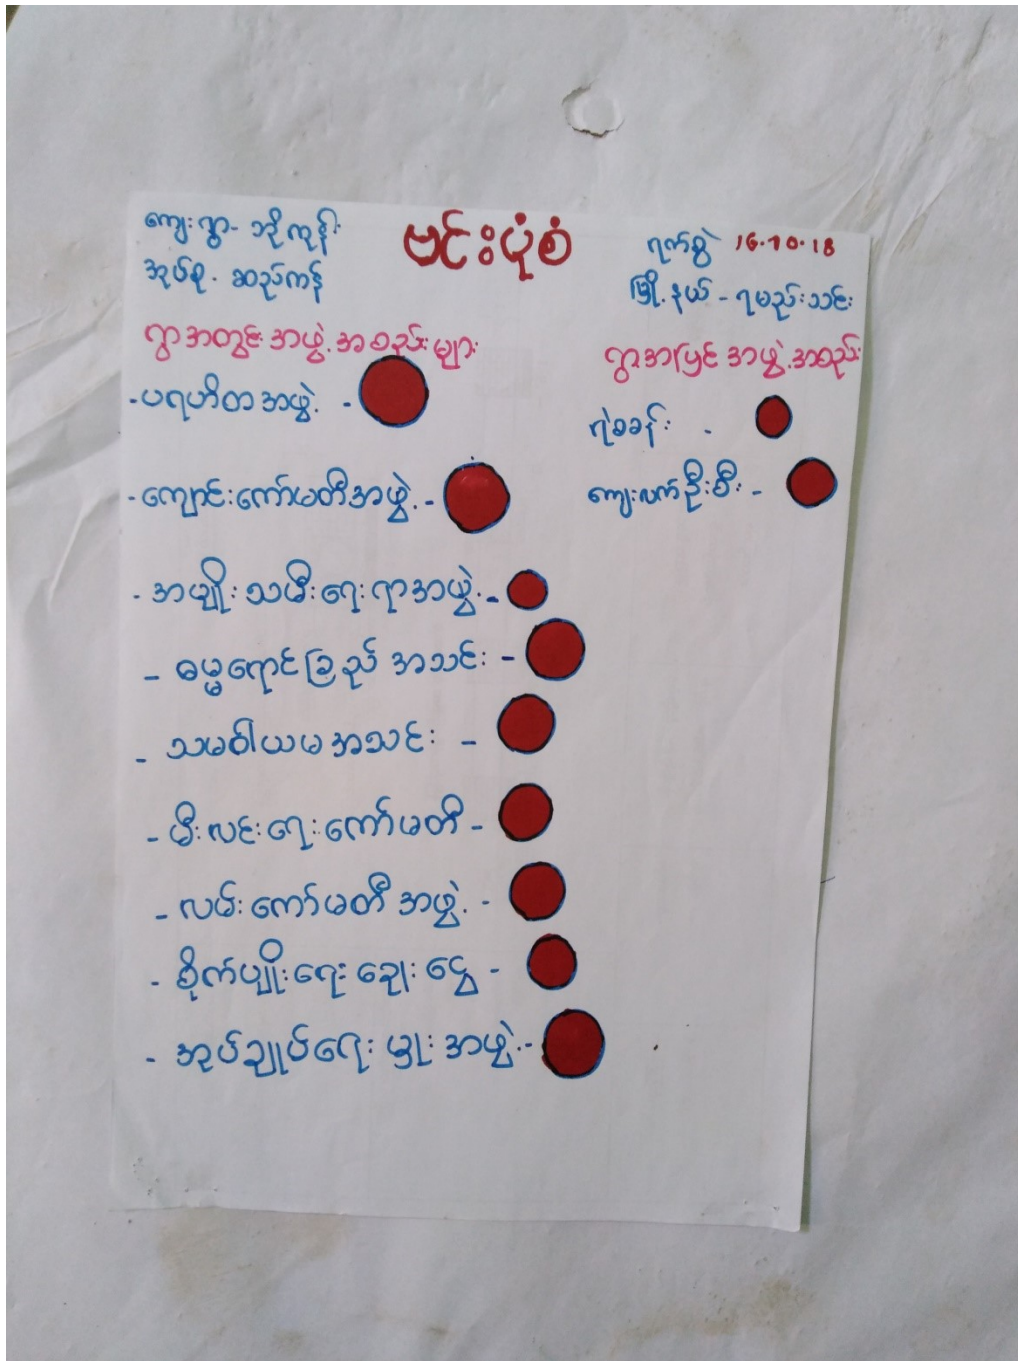 ကျေးရွာ - ဘိုကုန်း
အုပ်စု - ဆည်ကန်
ဗင်းပုံစံ
ရက်စွဲ 16.10.18
မြို့နယ် - ရမည်းသင်း
ရွာအတွင်းအဖွဲ့အစည်းများ
- ပရဟိတအဖွဲ့ -
- ကျောင်းကော်မတီအဖွဲ့ -
- အမျိုးသမီးရေးရာအဖွဲ့ -
- ဓမ္မရောင်ခြည်အသင်း -
- သမဝါယမအသင်း -
- မီးလင်းရေးကော်မတီ -
- လမ်းကော်မတီအဖွဲ့ -
- စိုက်ပျိုးရေးချေးငွေ -
- အုပ်ချုပ်ရေးမှူးအဖွဲ့ -
ရွာအပြင်အဖွဲ့အစည်း
ရဲစခန်း -
ကျေးလက်ဦးစီး -